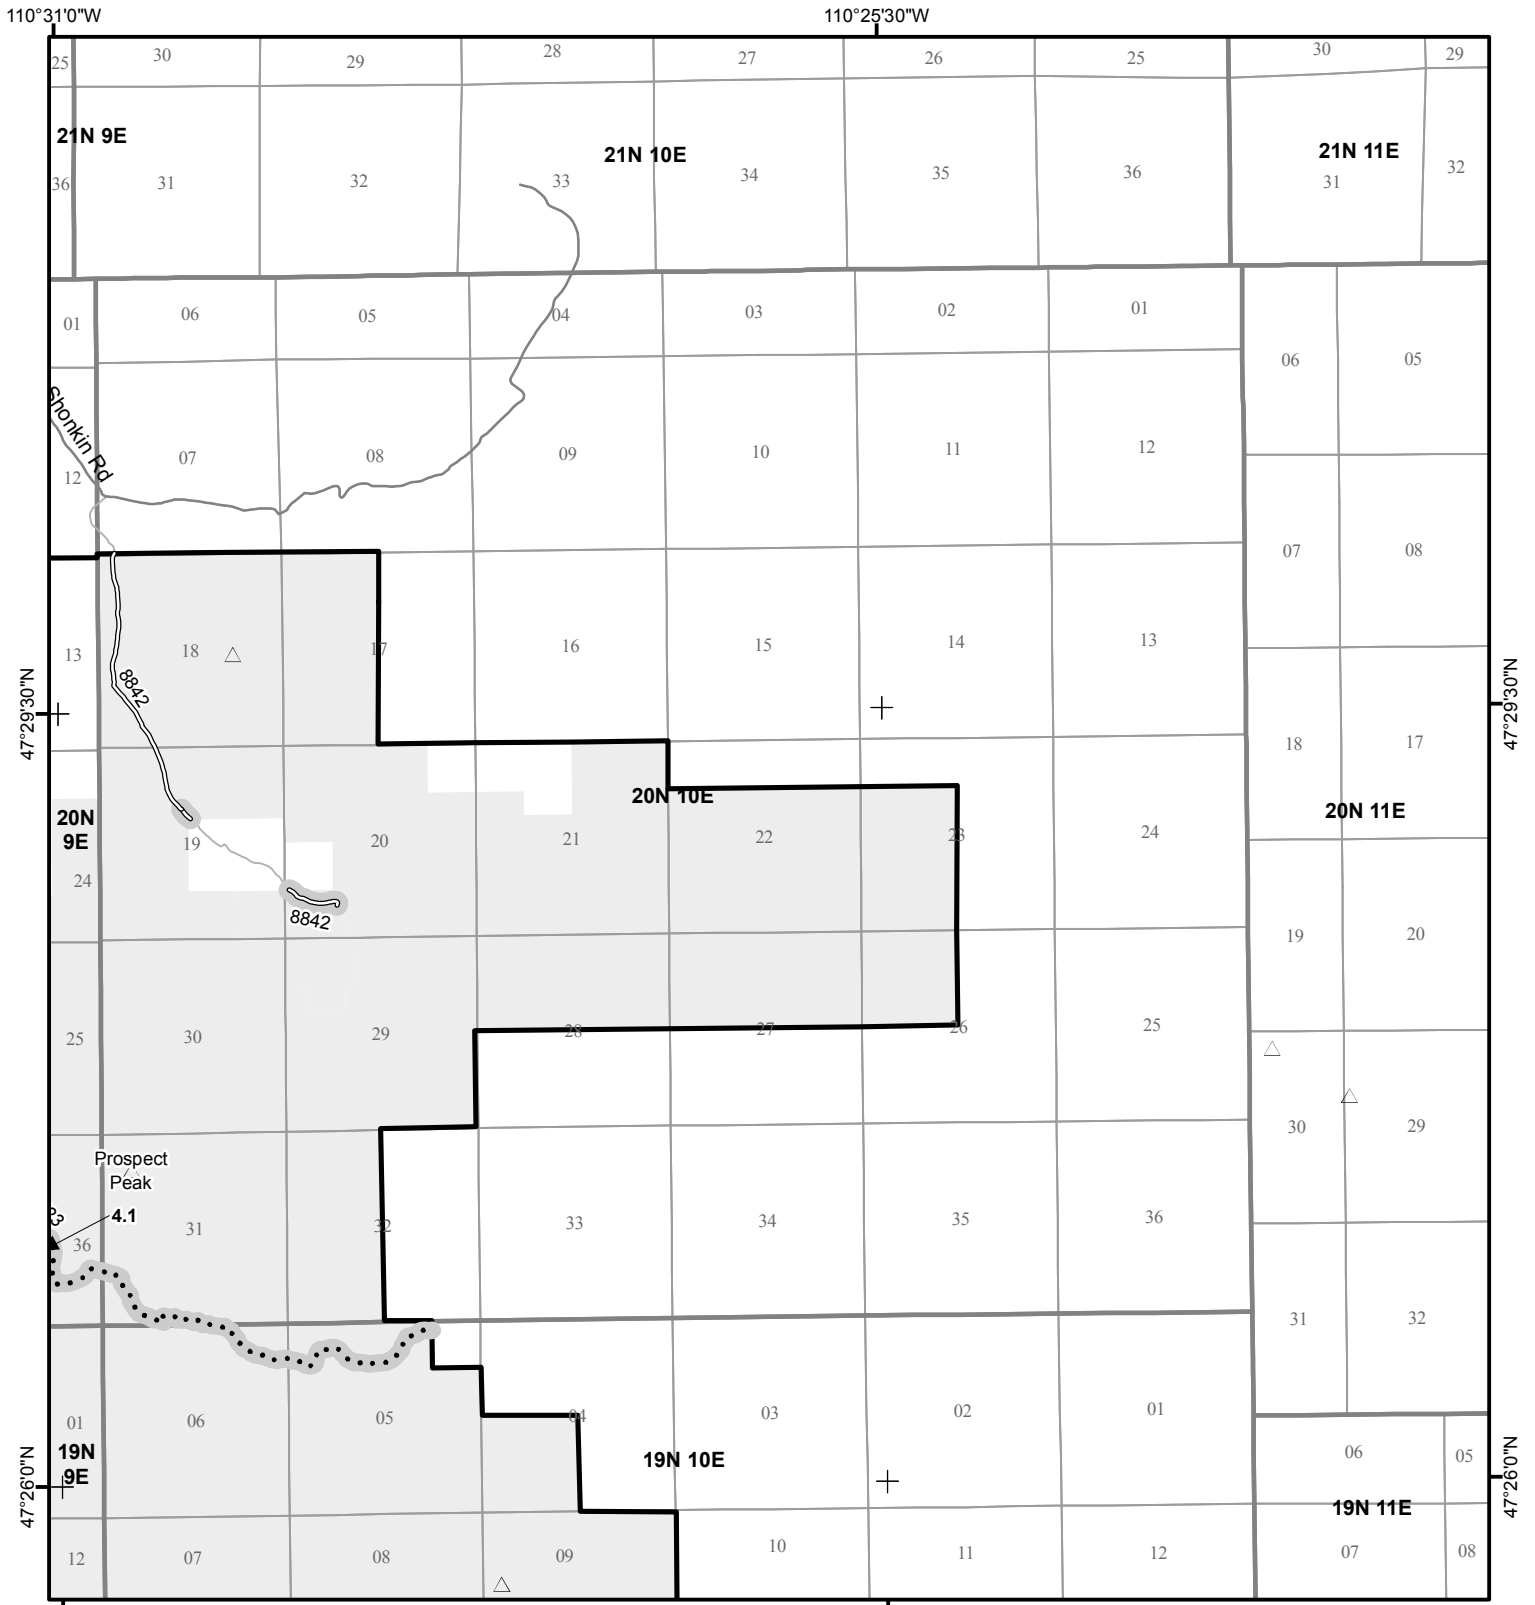 110°31'0"W 110°25'30"W
25 30 29 28 27 26 25 30 29
21N 9E 21N 10E 21N 11E
36 31 32 33 34 35 36 31 32
01 06 05 04 03 02 01
06 05
Shonkin Rd
12 07 08 09 10 11 12
07 08
13 18 17 16 15 14 13
8842
47°29'30"N 47°29'30"N
18 17
20N 10E
20N 11E
20N
9E
19 20 21 22 23 24
24
8842
19 20
25 30 29 28 27 26 25
30 29
Prospect
Peak
4.1
36 31 32 33 34 35 36
31 32
01 06 05 04 03 02 01
19N
9E
19N 10E
06 05
47°26'0"N 47°26'0"N
19N 11E
12 07 08 09 10 11 12 07 08